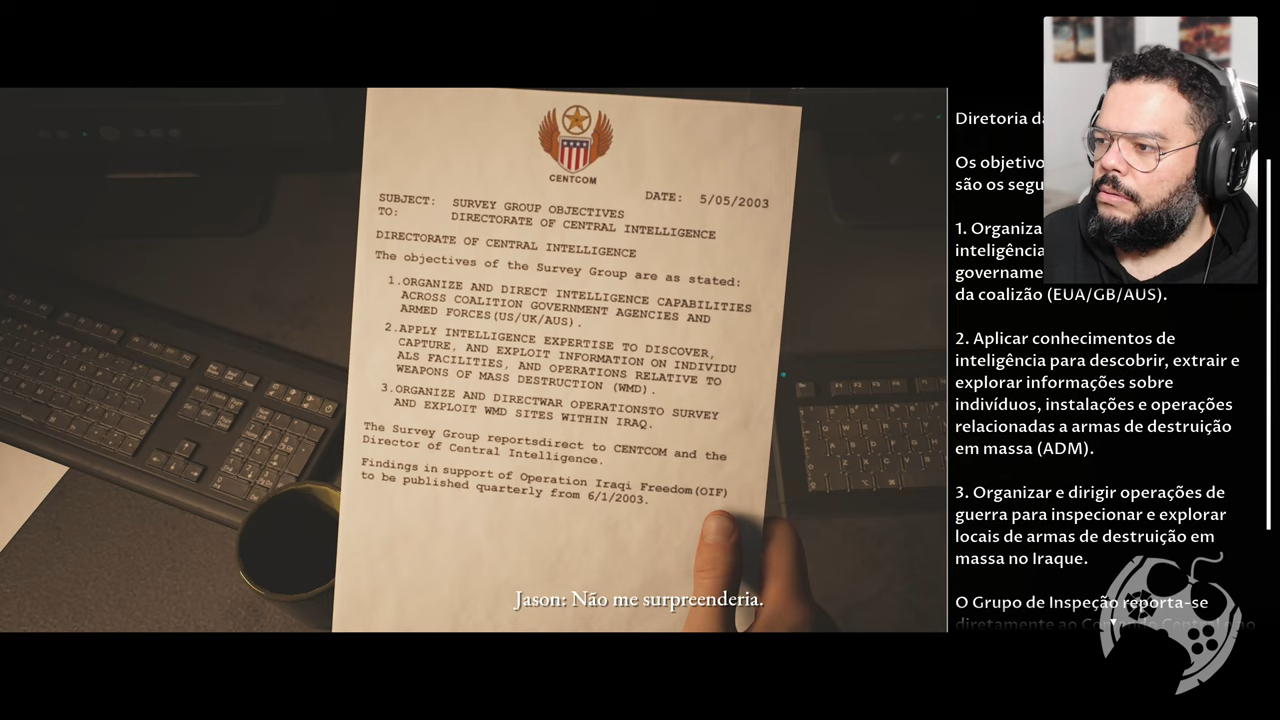 CENTCOM
DATE: 5/05/2003
SUBJECT: SURVEY GROUP OBJECTIVES
TO: DIRECTORATE OF CENTRAL INTELLIGENCE
DIRECTORATE OF CENTRAL INTELLIGENCE
The objectives of the Survey Group are as stated:
1.ORGANIZE AND DIRECT INTELLIGENCE CAPABILITIES
ACROSS COALITION GOVERNMENT AGENCIES AND
ARMED FORCES(US/UK/AUS).
2.APPLY INTELLIGENCE EXPERTISE TO DISCOVER,
CAPTURE, AND EXPLOIT INFORMATION ON INDIVIDU
ALS FACILITIES, AND OPERATIONS RELATIVE TO
WEAPONS OF MASS DESTRUCTION (WMD).
3.ORGANIZE AND DIRECTWAR OPERATIONSTO SURVEY
AND EXPLOIT WMD SITES WITHIN IRAQ.
The Survey Group reportsdirect to CENTCOM and the
Director of Central Intelligence.
Findings in support of Operation Iraqi Freedom(OIF)
to be published quarterly from 6/1/2003.
Jason: Não me surpreenderia.
Diretoria
Os
são os
1.
da coalizão (EUA/GB/AUS).
2. Aplicar conhecimentos de
inteligência para descobrir, extrair e
explorar informações sobre
indivíduos, instalações e operações
relacionadas a armas de destruição
em massa (ADM).
3. Organizar e dirigir operações de
guerra para inspecionar e explorar
locais de armas de destruição em
massa no Iraque.
O Grupo de Inspeção reporta-se
diretamente ao